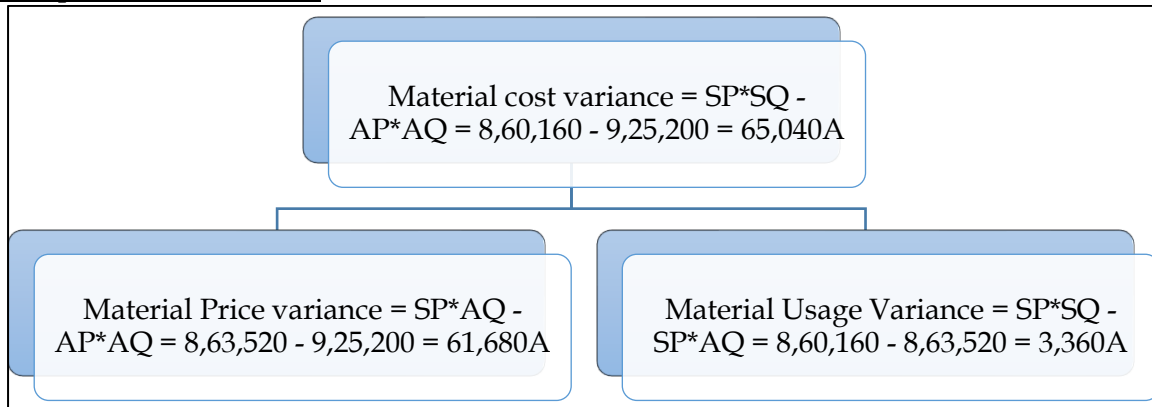 Material cost variance = SP*SQ -
AP*AQ = 8,60,160 - 9,25,200 = 65,040A
Material Price variance = SP*AQ -
AP*AQ = 8,63,520 - 9,25,200 = 61,680A
Material Usage Variance = SP*SQ -
SP*AQ = 8,60,160 - 8,63,520 = 3,360A